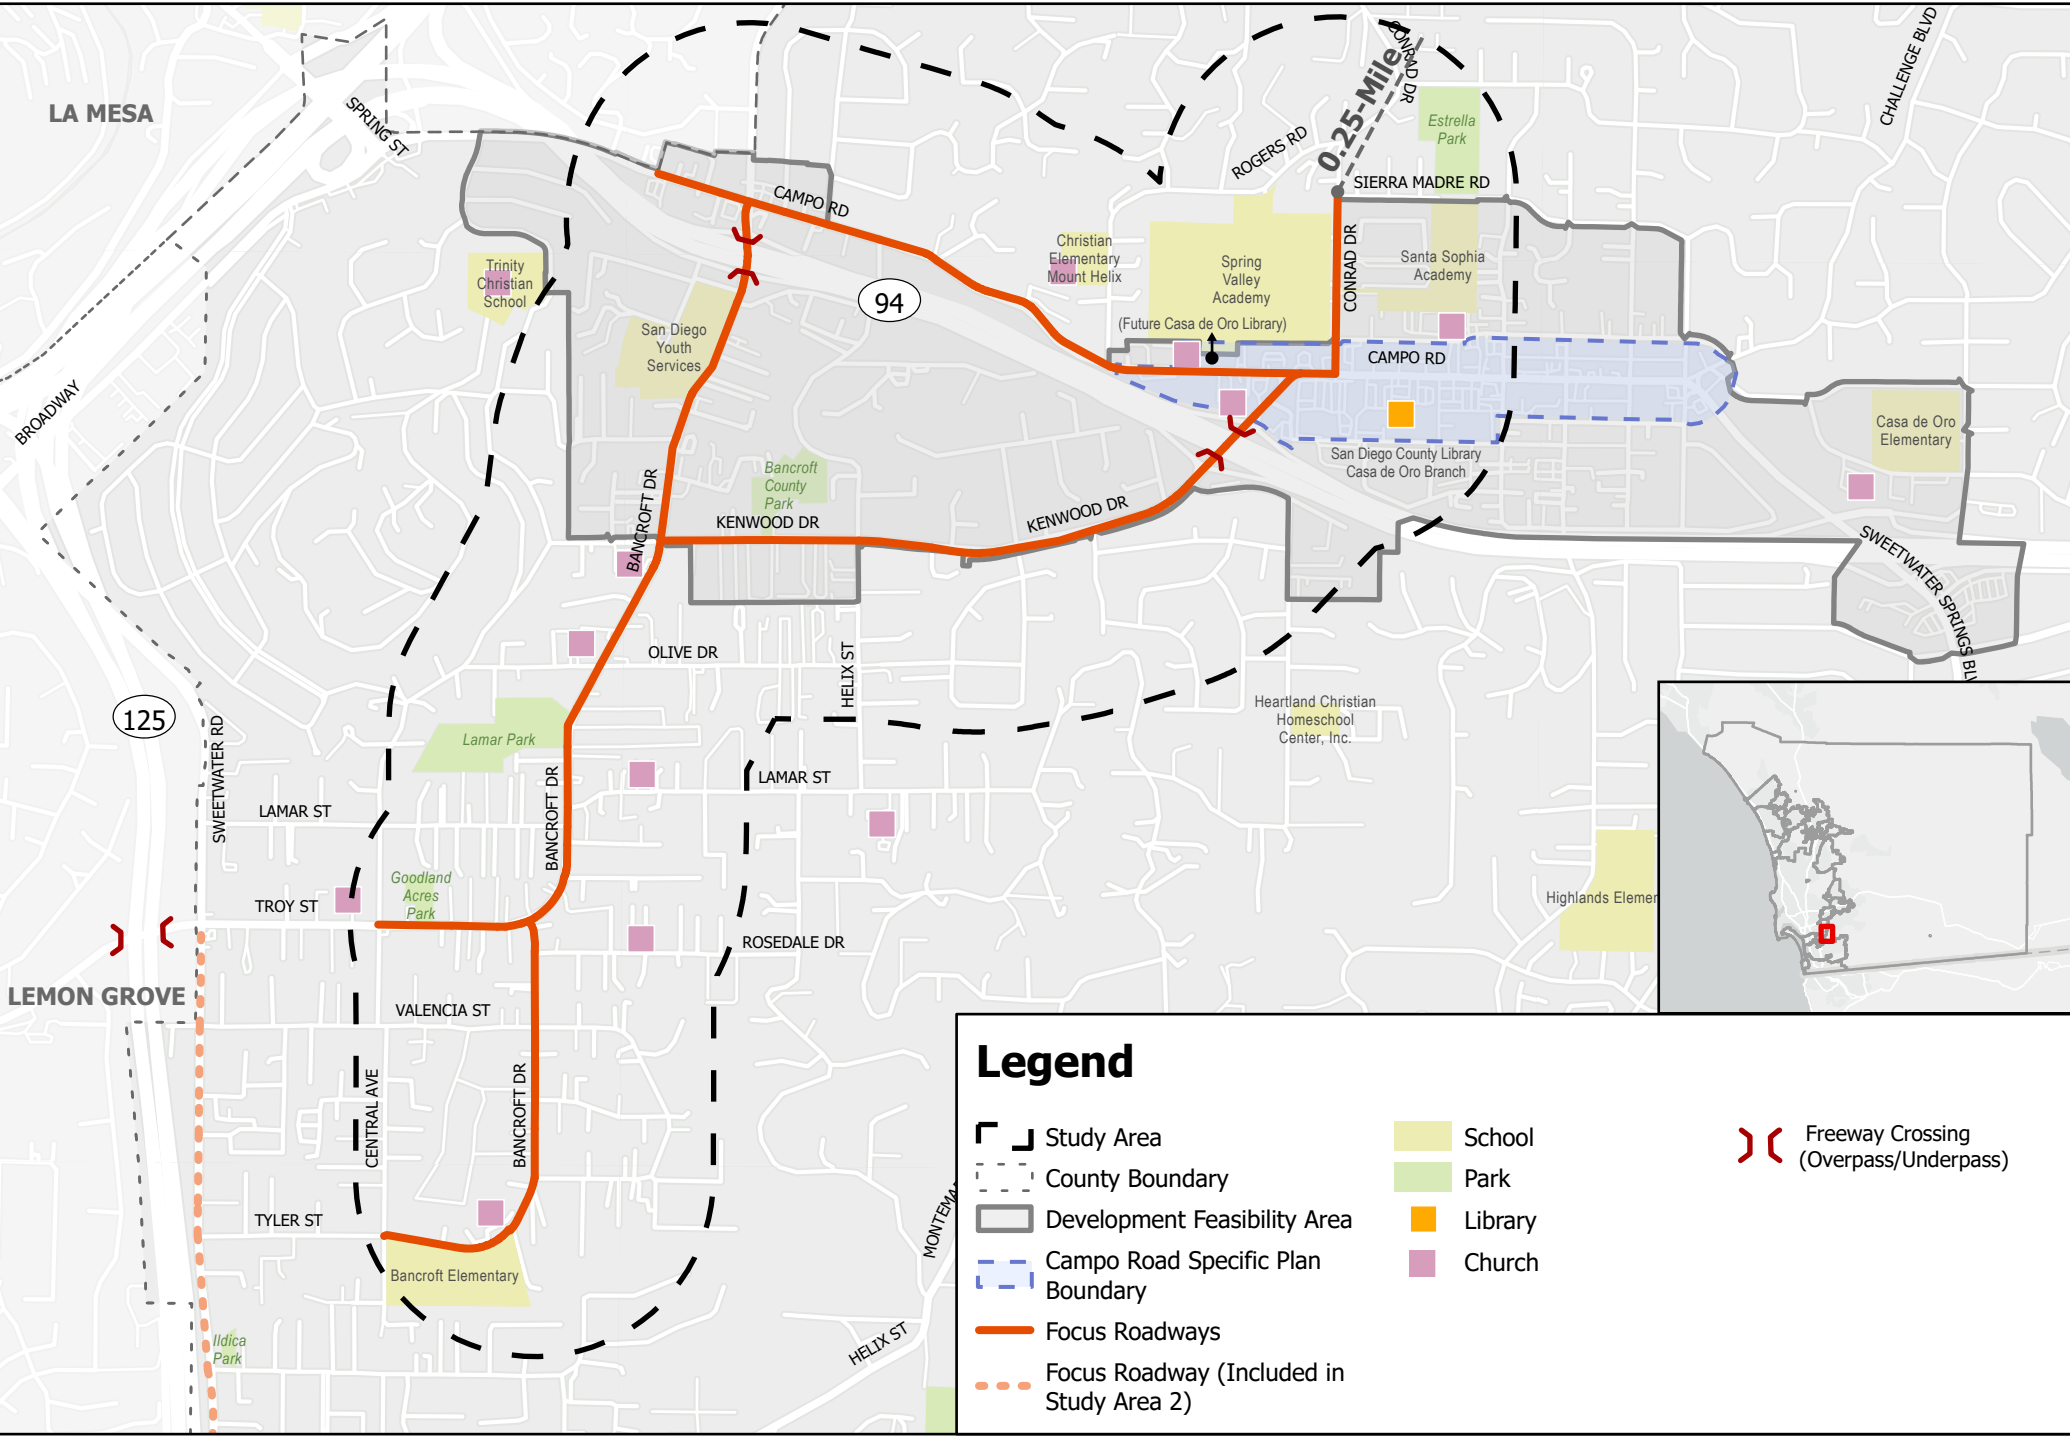 LA MESA
SPRING ST
BROADWAY
CAMPO RD
94
Trinity
Christian
School
San Diego
Youth
Services
Christian
Elementary
Mount Helix
Spring
Valley
Academy
(Future Casa de Oro Library)
ROGERS RD
0.25-Mile
CONRAD DR
Estrella
Park
SIERRA MADRE RD
CONRAD DR
Santa Sophia
Academy
CAMPO RD
CHALLENGE BLVD
Casa de Oro
Elementary
San Diego County Library
Casa de Oro Branch
SWEETWATER SPRINGS BLV
Bancroft
County
Park
BANCROFT DR
KENWOOD DR
KENWOOD DR
OLIVE DR
HELIX ST
125
SWEETWATER RD
Lamar Park
LAMAR ST
LAMAR ST
BANCROFT DR
Heartland Christian
Homeschool
Center, Inc.
Goodland
Acres
Park
TROY ST
ROSEDALE DR
Highlands Elemen
LEMON GROVE
VALENCIA ST
CENTRAL AVE
BANCROFT DR
TYLER ST
Bancroft Elementary
Ildica
Park
MONTEMA
HELIX ST
Legend
Study Area
County Boundary
Development Feasibility Area
Campo Road Specific Plan
Boundary
Focus Roadways
Focus Roadway (Included in
Study Area 2)
School
Park
Library
Church
Freeway Crossing
(Overpass/Underpass)